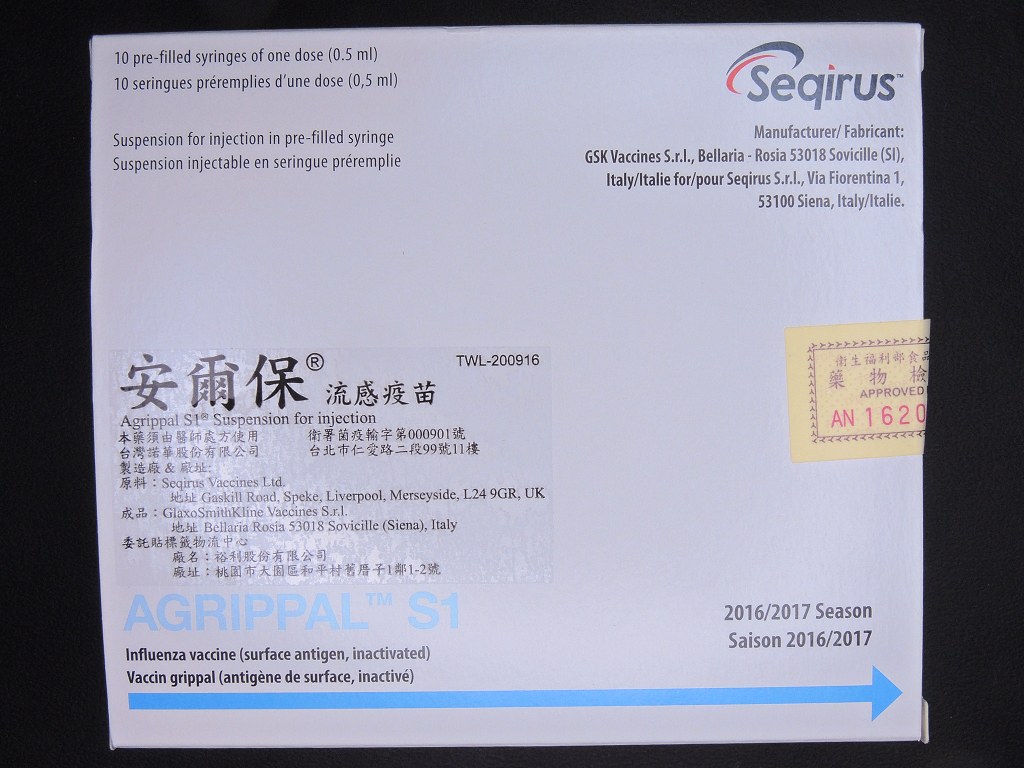 10 pre-filled syringes of one dose (0.5 ml)
10 seringues préremplies d'une dose (0,5 ml)
Suspension for injection in pre-filled syringe
Suspension injectable en seringue préremplie
Seqirus™
Manufacturer/ Fabricant:
GSK Vaccines S.r.l., Bellaria - Rosia 53018 Sovicille (SI),
Italy/Italie for/pour Seqirus S.r.l., Via Fiorentina 1,
53100 Siena, Italy/Italie.
安爾保® 流感疫苗 TWL-200916
Agrippal S1® Suspension for injection
本藥須由醫師處方使用 衛署菌疫輸字第000901號
台灣諾華股份有限公司 台北市仁愛路二段99號11樓
製造廠 & 廠址:
原料：Seqirus Vaccines Ltd.
地址 Gaskill Road, Speke, Liverpool, Merseyside, L24 9GR, UK
成品：GlaxoSmithKline Vaccines S.r.l.
地址 Bellaria Rosia 53018 Sovicille (Siena), Italy
委託貼標籤物流中心
廠名：裕利股份有限公司
廠址：桃園市大園區和平村舊厝子1鄰1-2號
衛生福利部食品
藥物檢
APPROVED
AN 1620
AGRIPPAL™ S1
Influenza vaccine (surface antigen, inactivated)
Vaccin grippal (antigène de surface, inactivé)
2016/2017 Season
Saison 2016/2017